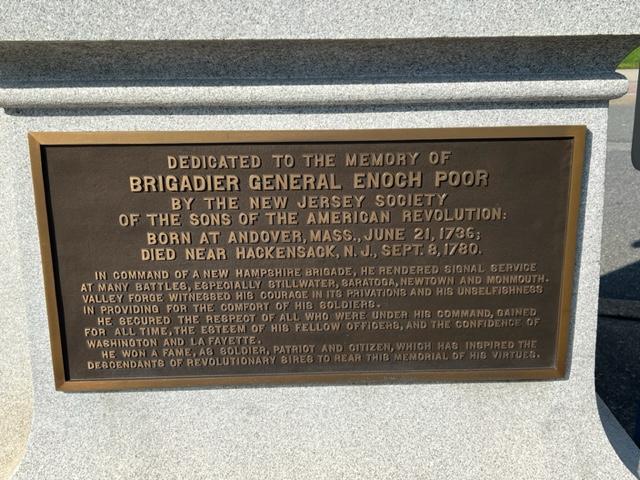 DEDICATED TO THE MEMORY OF
BRIGADIER GENERAL ENOCH POOR
BY THE NEW JERSEY SOCIETY
OF THE SONS OF THE AMERICAN REVOLUTION:
BORN AT ANDOVER, MASS., JUNE 21, 1736;
DIED NEAR HACKENSACK, N. J., SEPT. 8, 1780.
IN COMMAND OF A NEW HAMPSHIRE BRIGADE, HE RENDERED SIGNAL SERVICE
AT MANY BATTLES, ESPECIALLY STILLWATER, SARATOGA, NEWTOWN AND MONMOUTH.
VALLEY FORGE WITNESSED HIS COURAGE IN ITS PRIVATIONS AND HIS UNSELFISHNESS
IN PROVIDING FOR THE COMFORT OF HIS SOLDIERS.
HE SECURED THE RESPECT OF ALL WHO WERE UNDER HIS COMMAND, GAINED
FOR ALL TIME, THE ESTEEM OF HIS FELLOW OFFICERS, AND THE CONFIDENCE OF
WASHINGTON AND LA FAYETTE.
HE WON A FAME, AS SOLDIER, PATRIOT AND CITIZEN, WHICH HAS INSPIRED THE
DESCENDANTS OF REVOLUTIONARY SIRES TO REAR THIS MEMORIAL OF HIS VIRTUES.